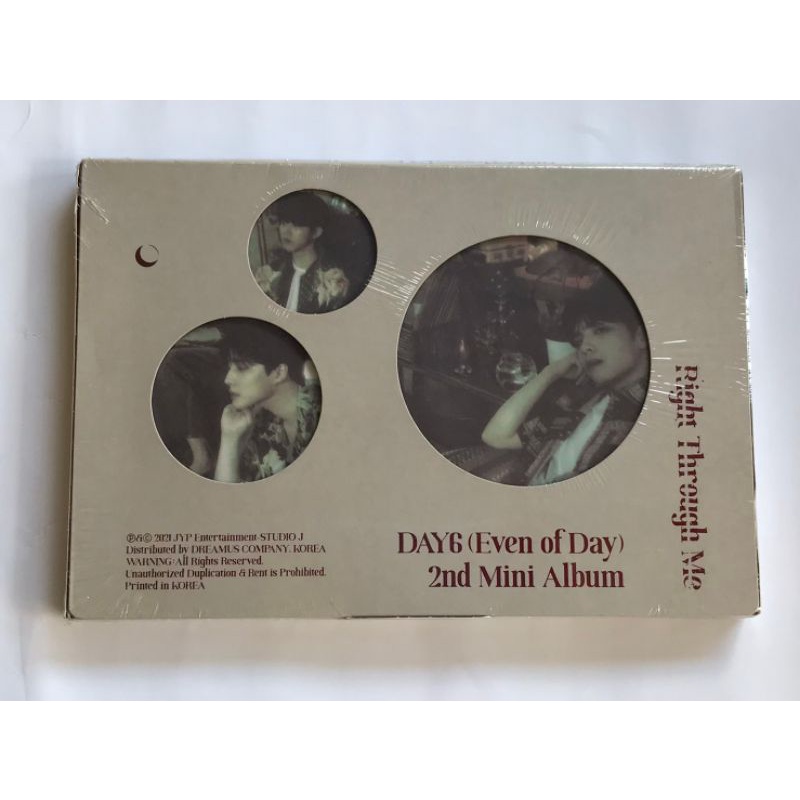 Right Through Me
DAY6 (Even of Day)
2nd Mini Album
℗&© 2021 JYP Entertainment·STUDIO J
Distributed by DREAMUS COMPANY. KOREA
WARNING:All Rights Reserved.
Unauthorized Duplication & Rent is Prohibited.
Printed in KOREA